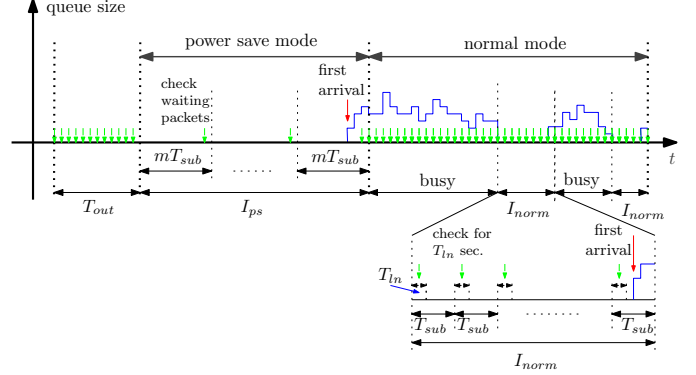 queue size
power save mode
normal mode
check
waiting
packets
first
arrival
t
mT_sub
.......
mT_sub
T_out
I_ps
busy
I_norm
busy
I_norm
check for
T_ln sec.
first
arrival
T_ln
T_sub
T_sub
........
T_sub
I_norm